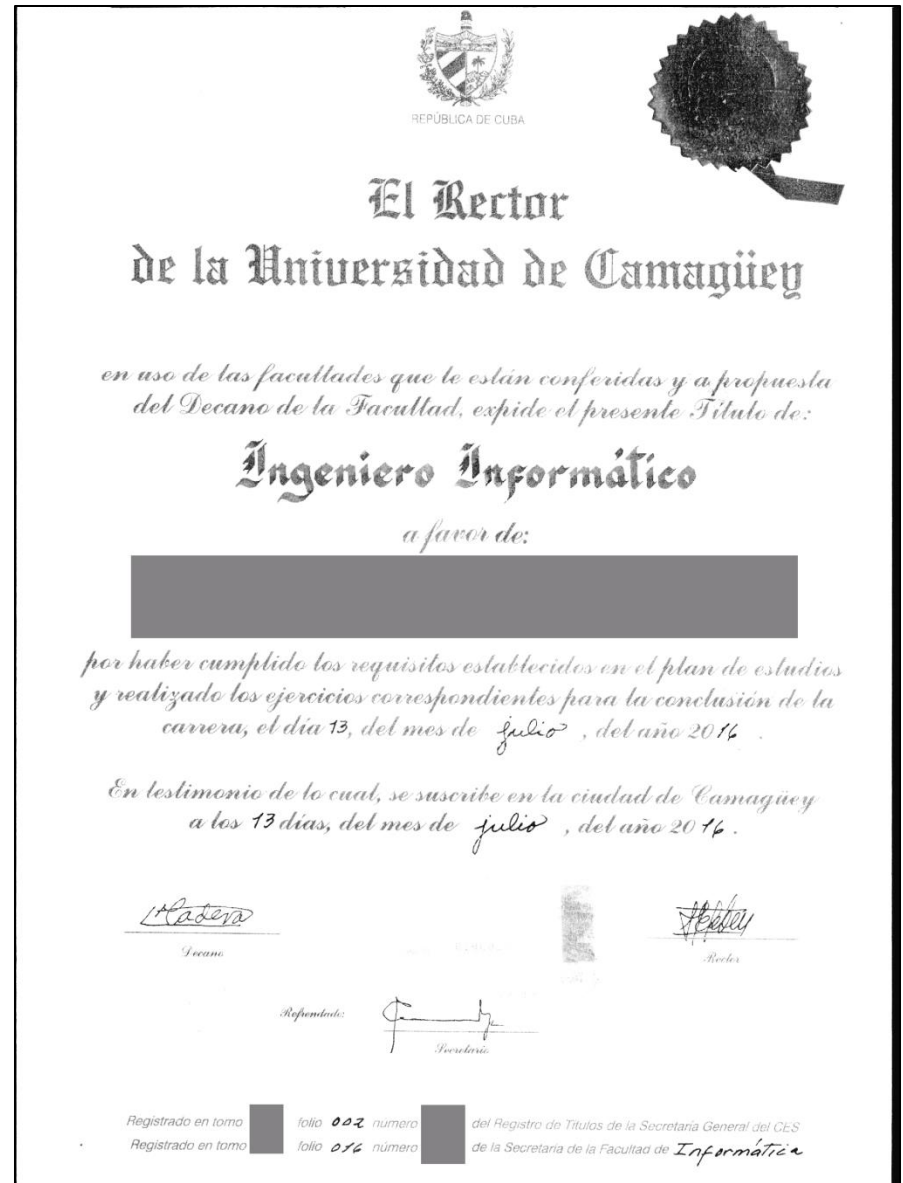 REPÚBLICA DE CUBA
El Rector
de la Universidad de Camagüey
en uso de las facultades que le están conferidas y a propuesta
del Decano de la Facultad, expide el presente Título de:
Ingeniero Informático
a favor de:
por haber cumplido los requisitos establecidos en el plan de estudios
y realizado los ejercicios correspondientes para la conclusión de la
carrera, el día 13, del mes de julio, del año 2016.
En testimonio de lo cual, se suscribe en la ciudad de Camagüey
a los 13 días, del mes de julio, del año 2016.
Decano
Rector
Refrendado:
Secretario
Registrado en tomo folio 002 numero del Registro de Títulos de la Secretaría General del CES
Registrado en tomo folio 016 número de la Secretaría de la Facultad de Informática